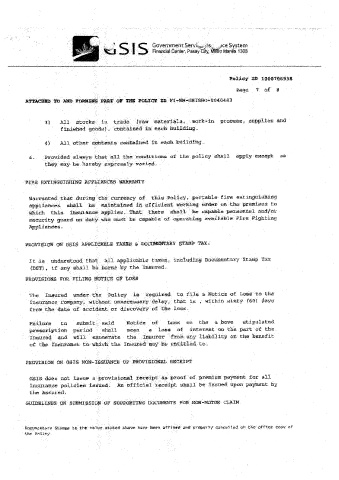 GSIS Government Service Insurance System
Financial Center, Pasay City, Metro Manila 1308
Policy ID
Page 7 of 8
ATTACHED TO AND FORMING PART OF THE POLICY ID
3) All stocks in trade (raw materials, work-in process, supplies and
finished goods), contained in each building.
4) All other contents contained in each building.
4. Provided always that all the conditions of the policy shall apply except as
they may be hereby expressly varied.
FIRE EXTINGUISHING APPLIANCES WARRANTY
Warranted that during the currency of this Policy, portable fire extinguishing
appliances shall be maintained in efficient working order on the premises to
which this insurance applies. That there shall be capable personnel and/or
security guard on duty who must be capable of operating available Fire Fighting
Appliances.
PROVISION ON GSIS APPLICABLE TAXES & DOCUMENTARY STAMP TAX.
It is understood that all applicable taxes, including Documentary Stamp Tax
(DST), if any shall be borne by the Insured.
PROVISIONS FOR FILING NOTICE OF LOSS
The Insured under the Policy is required to file a Notice of Loss to the
Insurance Company, without unnecessary delay, that is, within sixty (60) days
from the date of accident or discovery of the loss.
Failure to submit said Notice of Loss on the above stipulated
prescription period shall mean a loss of interest on the part of the
Insured and will exonerate the Insurer from any liability on the benefit
of the Insurance to which the Insured may be entitled to.
PROVISION ON GSIS NON-ISSUANCE OF PROVISIONAL RECEIPT
GSIS does not favor a provisional receipt as proof of premium payment for all
insurance policies issued. An official receipt shall be issued upon payment by
the Assured.
GUIDELINES ON SUBMISSION OF SUPPORTING DOCUMENTS FOR NON-MOTOR CLAIM
Documentary Stamps to the value stated above have been affixed and properly cancelled on the office copy of
the Policy.